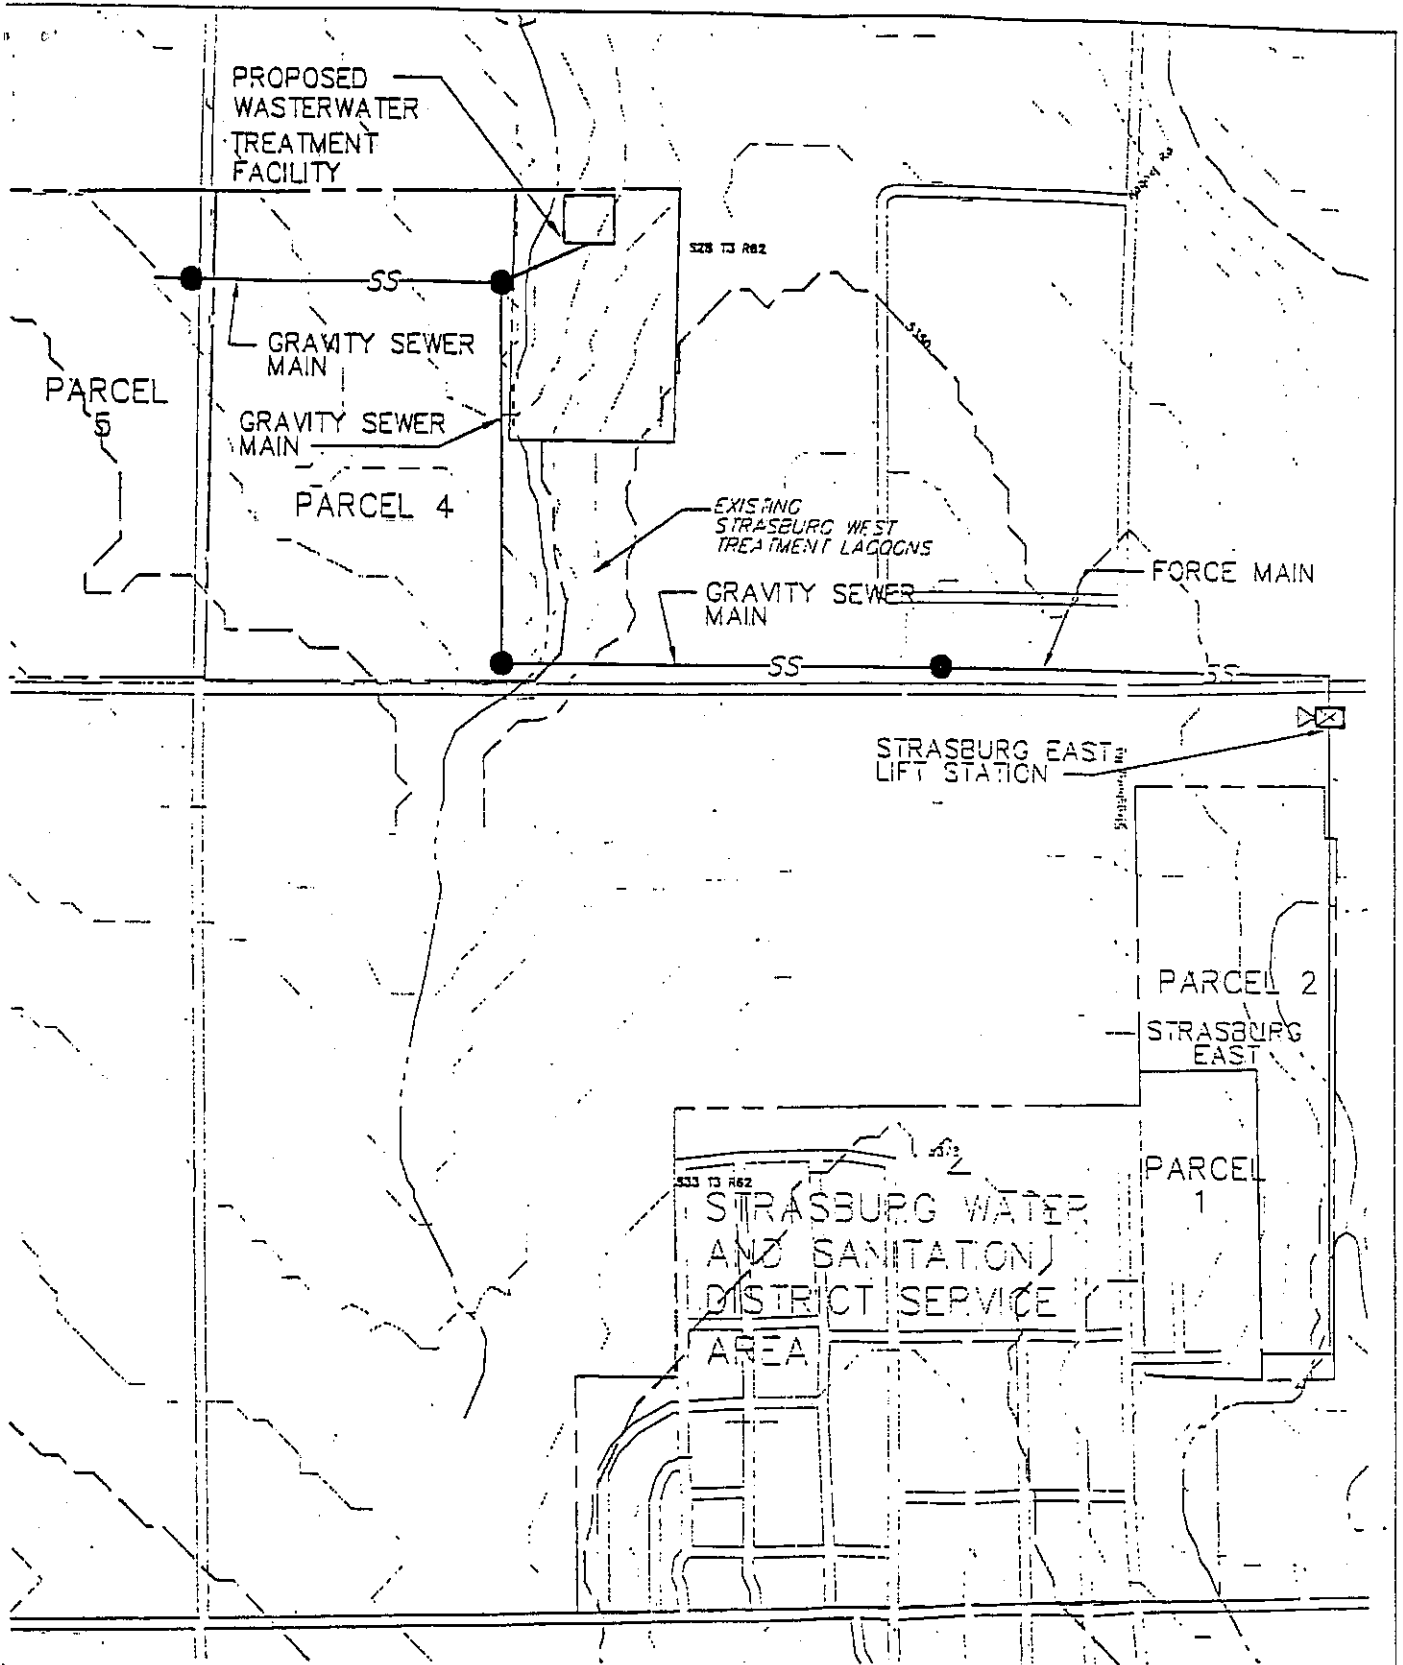 PROPOSED
WASTERWATER
TREATMENT
FACILITY
S28 T3 R62
SS
GRAVITY SEWER
MAIN
PARCEL
5
GRAVITY SEWER
MAIN
PARCEL 4
EXISTING
STRASBURG WEST
TREATMENT LAGOONS
FORCE MAIN
GRAVITY SEWER
MAIN
SS
SS
STRASBURG EAST
LIFT STATION
PARCEL 2
STRASBURG
EAST
PARCEL
1
S33 T3 R62
STRASBURG WATER
AND SANITATION
DISTRICT SERVICE
AREA